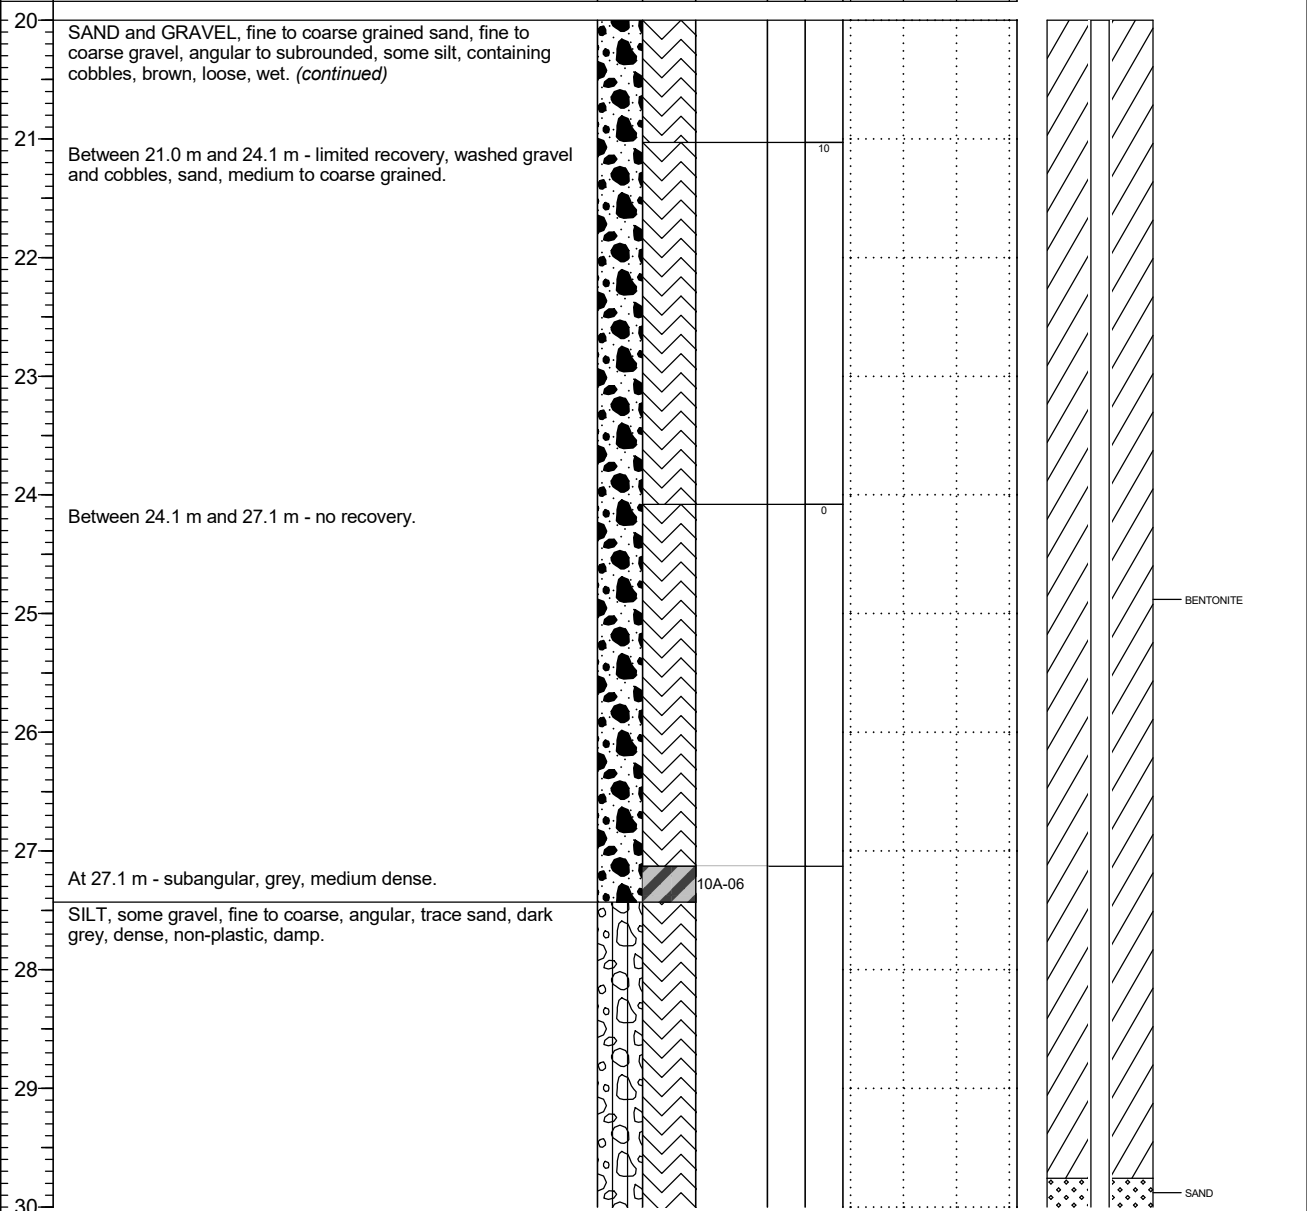 20
SAND and GRAVEL, fine to coarse grained sand, fine to
coarse gravel, angular to subrounded, some silt, containing
cobbles, brown, loose, wet. (continued)
21
10
Between 21.0 m and 24.1 m - limited recovery, washed gravel
and cobbles, sand, medium to coarse grained.
22
23
24
0
Between 24.1 m and 27.1 m - no recovery.
25
BENTONITE
26
27
At 27.1 m - subangular, grey, medium dense.
10A-06
SILT, some gravel, fine to coarse, angular, trace sand, dark
grey, dense, non-plastic, damp.
28
29
SAND
30